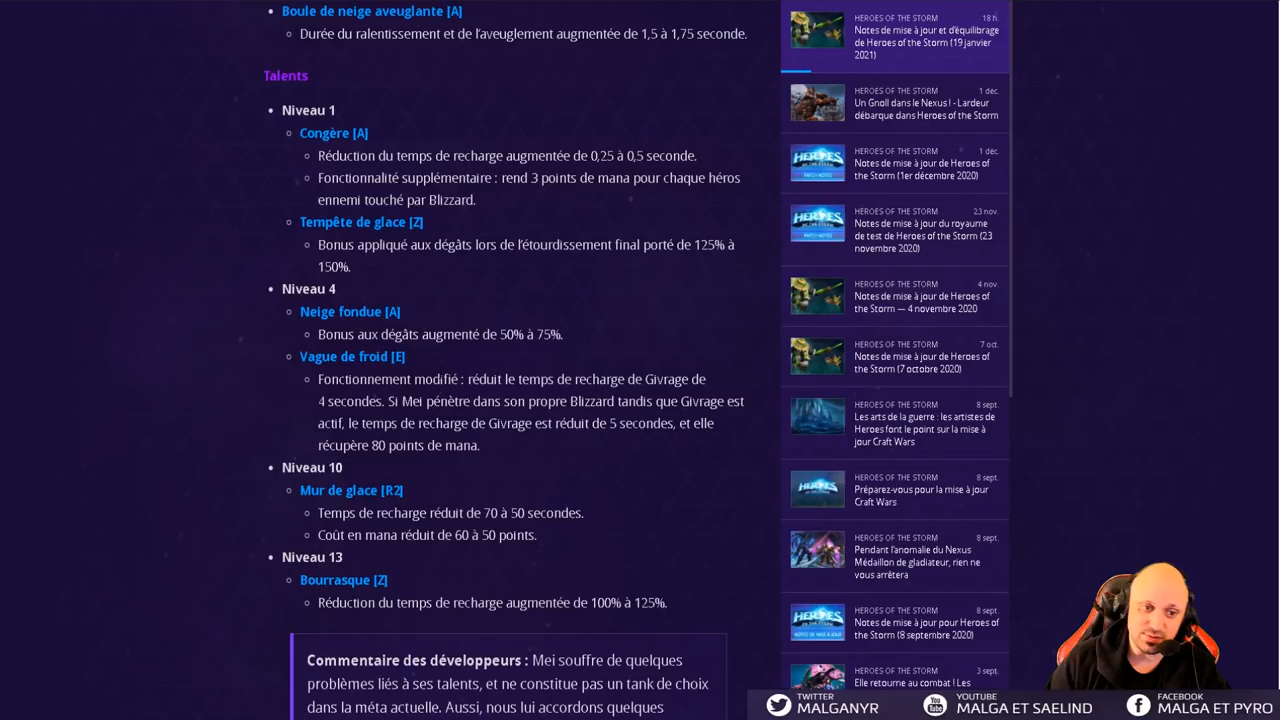 Boule de neige aveuglante [A]
Durée du ralentissement et de l'aveuglement augmentée de 1,5 à 1,75 seconde.
Talents
Niveau 1
Congère [A]
Réduction du temps de recharge augmentée de 0,25 à 0,5 seconde.
Fonctionnalité supplémentaire : rend 3 points de mana pour chaque héros
ennemi touché par Blizzard.
Tempête de glace [Z]
Bonus appliqué aux dégâts lors de l'étourdissement final porté de 125% à
150%.
Niveau 4
Neige fondue [A]
Bonus aux dégâts augmenté de 50% à 75%.
Vague de froid [E]
Fonctionnement modifié : réduit le temps de recharge de Givrage de
4 secondes. Si Mei pénètre dans son propre Blizzard tandis que Givrage est
actif, le temps de recharge de Givrage est réduit de 5 secondes, et elle
récupère 80 points de mana.
Niveau 10
Mur de glace [R2]
Temps de recharge réduit de 70 à 50 secondes.
Coût en mana réduit de 60 à 50 points.
Niveau 13
Bourrasque [Z]
Réduction du temps de recharge augmentée de 100% à 125%.
Commentaire des développeurs : Mei souffre de quelques
problèmes liés à ses talents, et ne constitue pas un tank de choix
dans la méta actuelle. Aussi, nous lui accordons quelques
HEROES OF THE STORM 18 h.
Notes de mise à jour et d'équilibrage
de Heroes of the Storm (19 janvier
2021)
HEROES OF THE STORM 1 déc.
Un Gnoll dans le Nexus ! - Lardeur
débarque dans Heroes of the Storm
HEROES OF THE STORM 1 déc.
Notes de mise à jour de Heroes of
the Storm (1er décembre 2020)
HEROES OF THE STORM 23 nov.
Notes de mise à jour du royaume
de test de Heroes of the Storm (23
novembre 2020)
HEROES OF THE STORM 4 nov.
Notes de mise à jour de Heroes of
the Storm — 4 novembre 2020
HEROES OF THE STORM 7 oct.
Notes de mise à jour de Heroes of
the Storm (7 octobre 2020)
HEROES OF THE STORM 8 sept.
Les arts de la guerre : les artistes de
Heroes font le point sur la mise à
jour Craft Wars
HEROES OF THE STORM 8 sept.
Préparez-vous pour la mise à jour
Craft Wars
HEROES OF THE STORM 8 sept.
Pendant l'anomalie du Nexus
Médaillon de gladiateur, rien ne
vous arrêtera
HEROES OF THE STORM 8 sept.
Notes de mise à jour pour Heroes of
the Storm (8 septembre 2020)
HEROES OF THE STORM 3 sept.
Elle retourne au combat ! Les
TWITTER
MALGANYR
YOUTUBE
MALGA ET SAELIND
FACEBOOK
MALGA ET PYRO